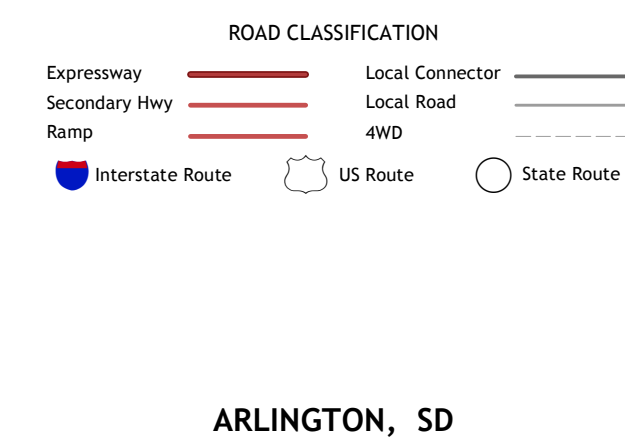 ROAD CLASSIFICATION
Expressway Local Connector
Secondary Hwy Local Road
Ramp 4WD
Interstate Route US Route State Route
ARLINGTON, SD